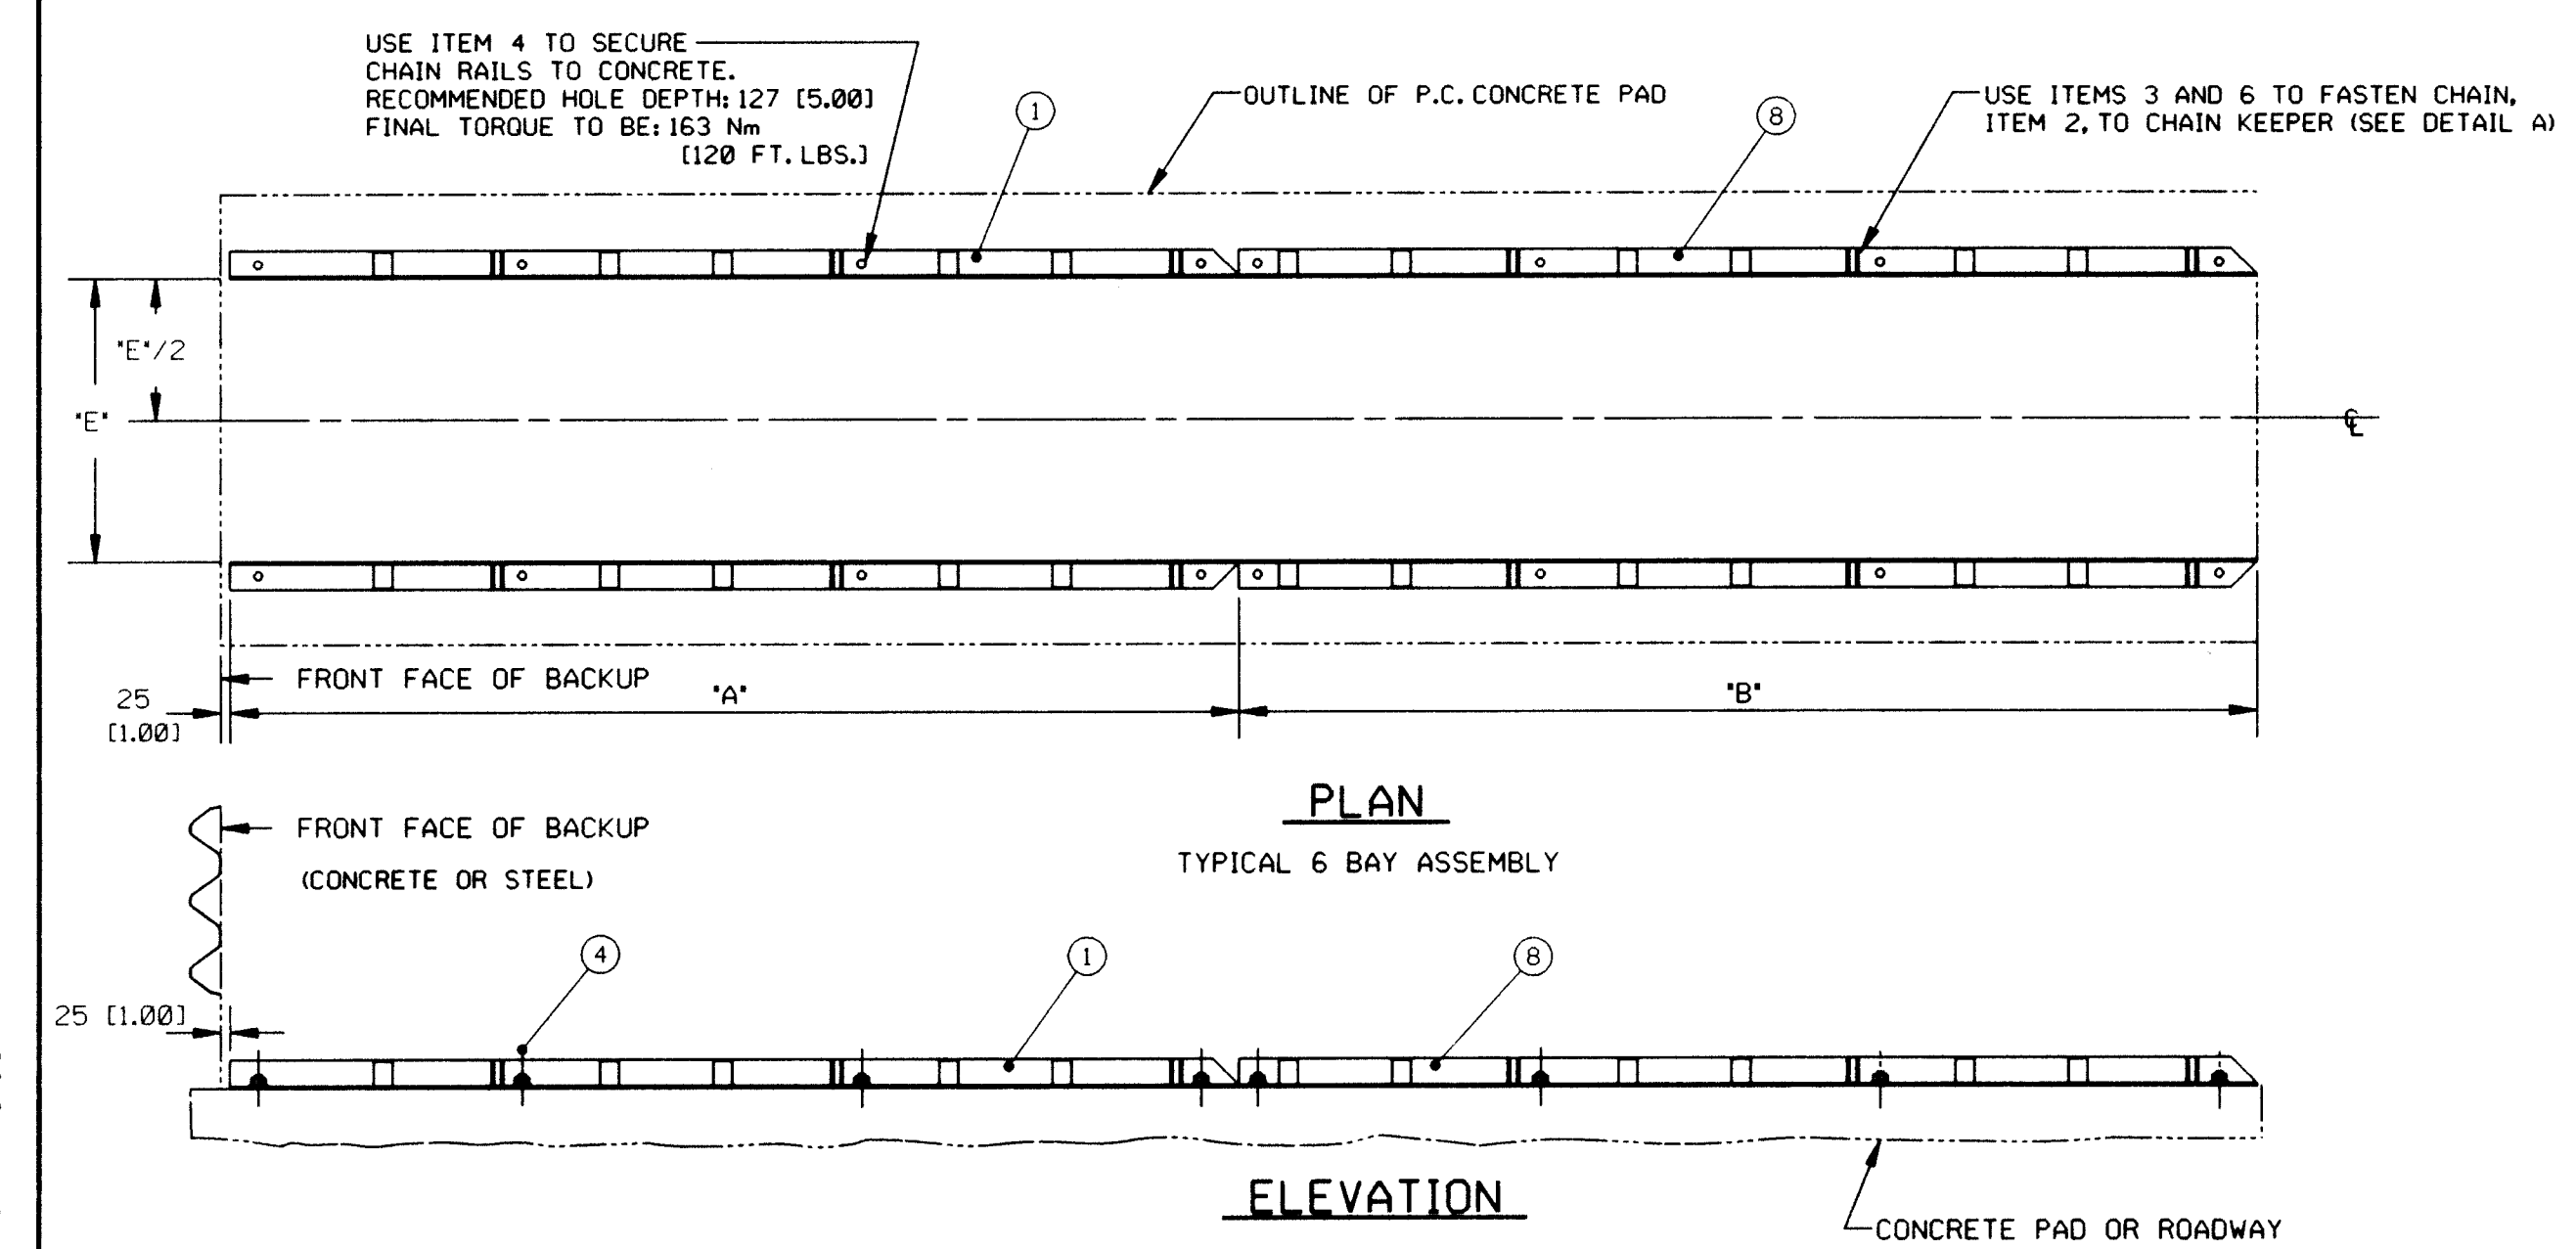 USE ITEM 4 TO SECURE
CHAIN RAILS TO CONCRETE.
RECOMMENDED HOLE DEPTH: 127 [5.00]
FINAL TORQUE TO BE: 163 Nm
[120 FT. LBS.]
1
OUTLINE OF P.C. CONCRETE PAD
8
USE ITEMS 3 AND 6 TO FASTEN CHAIN,
ITEM 2, TO CHAIN KEEPER (SEE DETAIL A)
"E"/2
"E"
℄
FRONT FACE OF BACKUP
25
[1.00]
"A"
"B"
PLAN
TYPICAL 6 BAY ASSEMBLY
FRONT FACE OF BACKUP
(CONCRETE OR STEEL)
4
1
8
25 [1.00]
ELEVATION
CONCRETE PAD OR ROADWAY